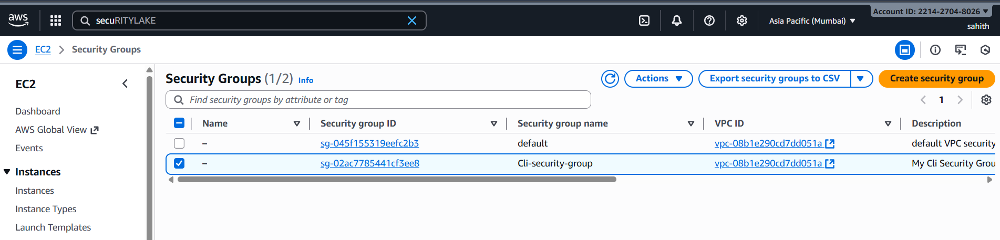 aws
secuRITYLAKE
Asia Pacific (Mumbai)
Account ID: 2214-2704-8026
sahith
EC2 Security Groups
EC2
Dashboard
AWS Global View
Events
Instances
Instances
Instance Types
Launch Templates
Security Groups (1/2) Info
Actions
Export security groups to CSV
Create security group
Find security groups by attribute or tag
1
Name Security group ID Security group name VPC ID Description
– sg-045f155319eefc2b3 default vpc-08b1e290cd7dd051a default VPC security
– sg-02ac7785441cf3ee8 Cli-security-group vpc-08b1e290cd7dd051a My Cli Security Grou